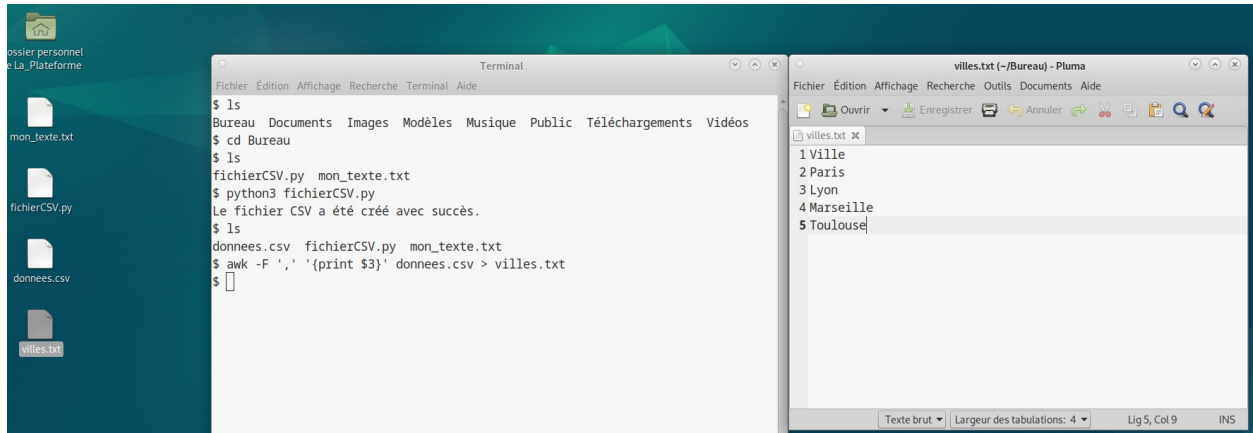 ossier personnel
e La_Plateforme
mon_texte.txt
fichierCSV.py
donnees.csv
villes.txt
Terminal
Fichier Édition Affichage Recherche Terminal Aide
$ ls
Bureau Documents Images Modèles Musique Public Téléchargements Vidéos
$ cd Bureau
$ ls
fichierCSV.py mon_texte.txt
$ python3 fichierCSV.py
Le fichier CSV a été créé avec succès.
$ ls
donnees.csv fichierCSV.py mon_texte.txt
$ awk -F ',' '{print $3}' donnees.csv > villes.txt
$
villes.txt (~/Bureau) - Pluma
Fichier Édition Affichage Recherche Outils Documents Aide
Ouvrir Enregistrer Annuler
villes.txt
1 Ville
2 Paris
3 Lyon
4 Marseille
5 Toulouse
Texte brut Largeur des tabulations: 4 Lig 5, Col 9 INS